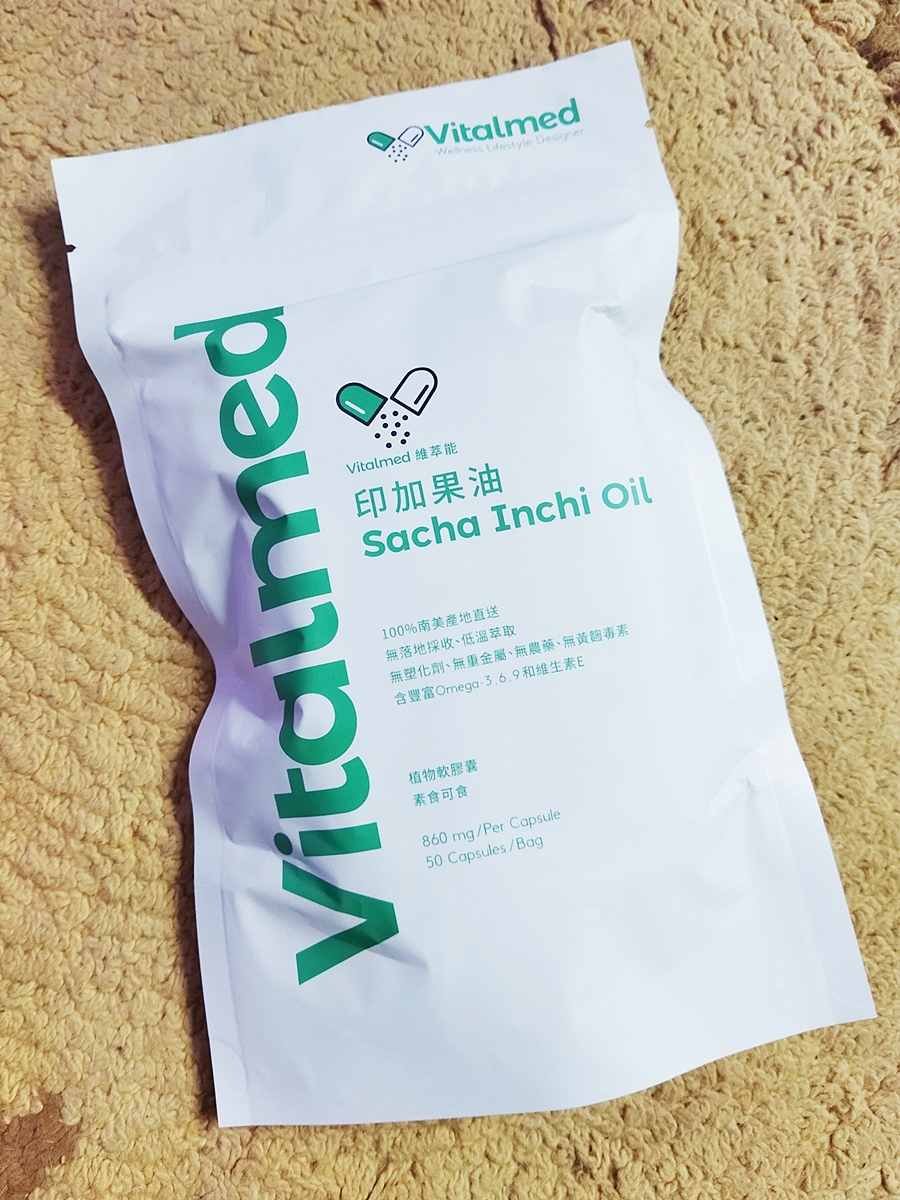 Vitalmed
Wellness Lifestyle Designer
Vitalmed
Vitalmed 維萃能
印加果油
Sacha Inchi Oil
100%南美產地直送
無落地採收、低溫萃取
無塑化劑、無重金屬、無農藥、無黃麴毒素
含豐富Omega-3,6,9和維生素E
植物軟膠囊
素食可食
860 mg/Per Capsule
50 Capsules/Bag